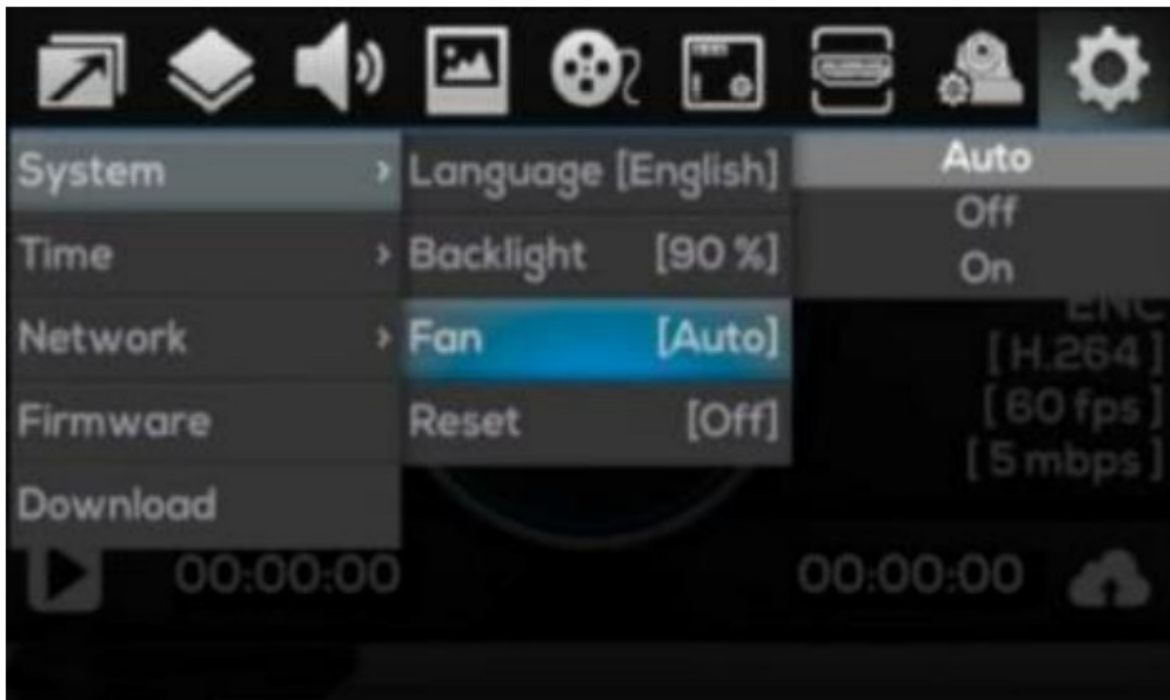 System > Language [English] Auto
Off
Time > Backlight [90 %] On
ENC
Network > Fan [Auto] [H.264]
Firmware Reset [Off] [60 fps]
[5 mbps]
Download
00:00:00 00:00:00